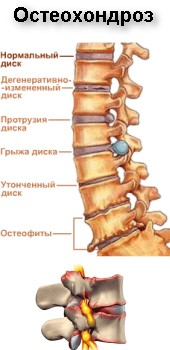 Остеохондроз
Нормальный
диск
Дегенеративно-
-измененный
диск
Протрузия
диска
Грыжа диска
Утонченный
диск
Остеофиты